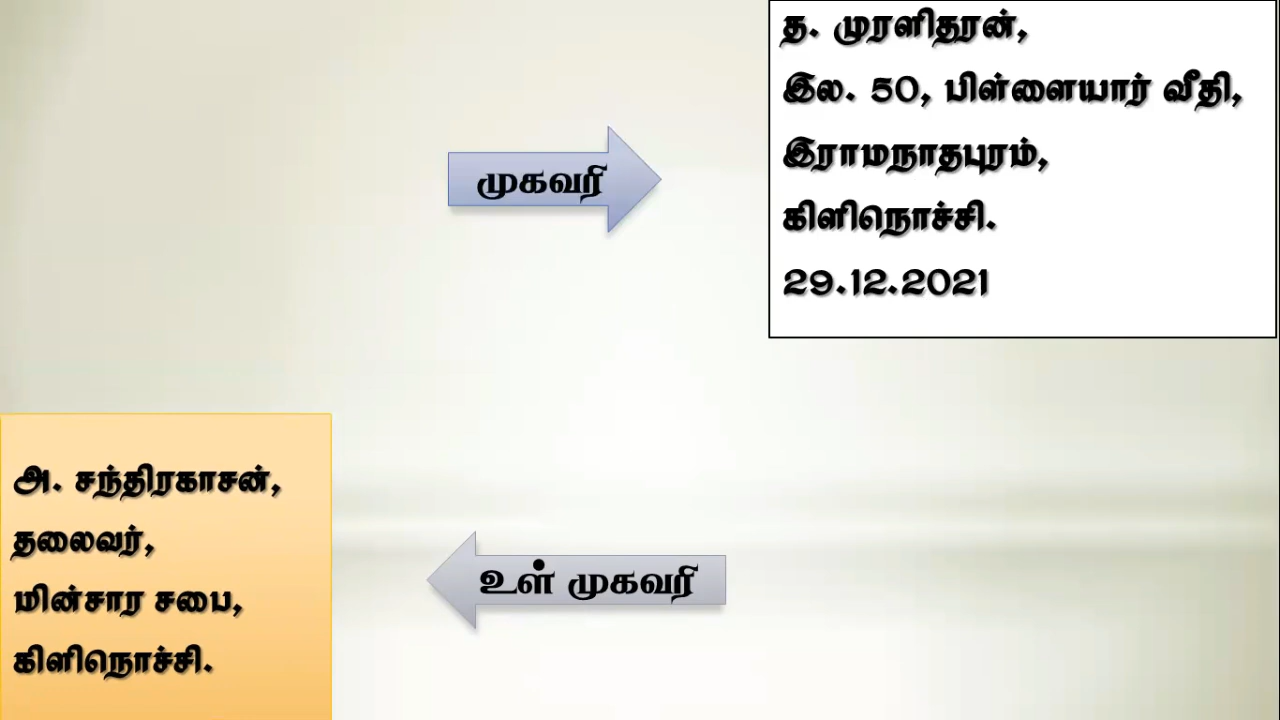 த. முரளிதரன்,
இல. 50, பிள்ளையார் வீதி,
இராமநாதபுரம்,
கிளிநொச்சி.
29.12.2021
முகவரி
அ. சந்திரகாசன்,
தலைவர்,
மின்சார சபை,
கிளிநொச்சி.
உள் முகவரி